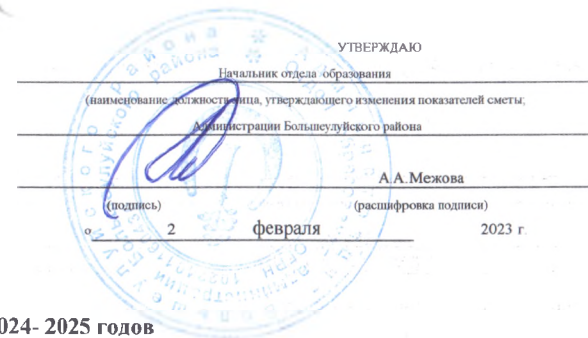 УТВЕРЖДАЮ
Начальник отдела образования
(наименование должности лица, утверждающего изменения показателей сметы;
Администрации Большеулуйского района
А.А.Межова
(подпись) (расшифровка подписи)
2 февраля 2023 г.
024- 2025 годов